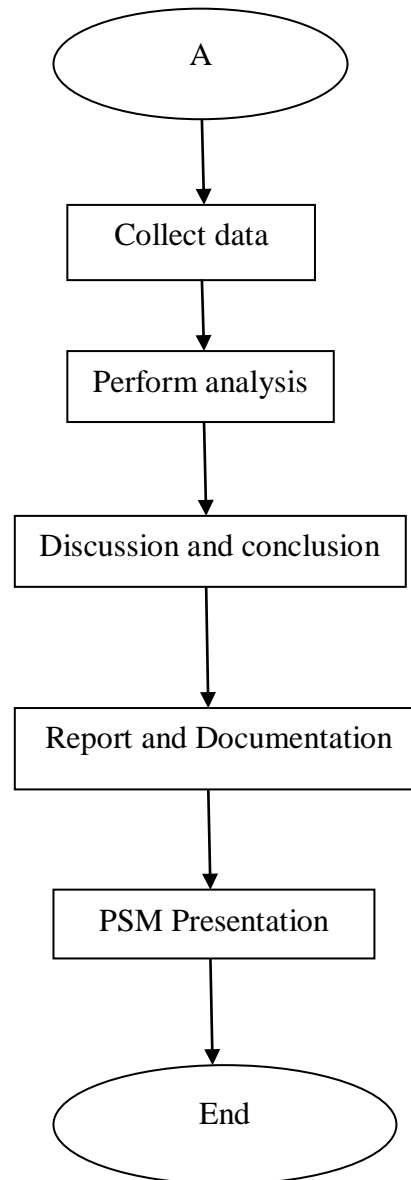 A
Collect data
Perform analysis
Discussion and conclusion
Report and Documentation
PSM Presentation
End